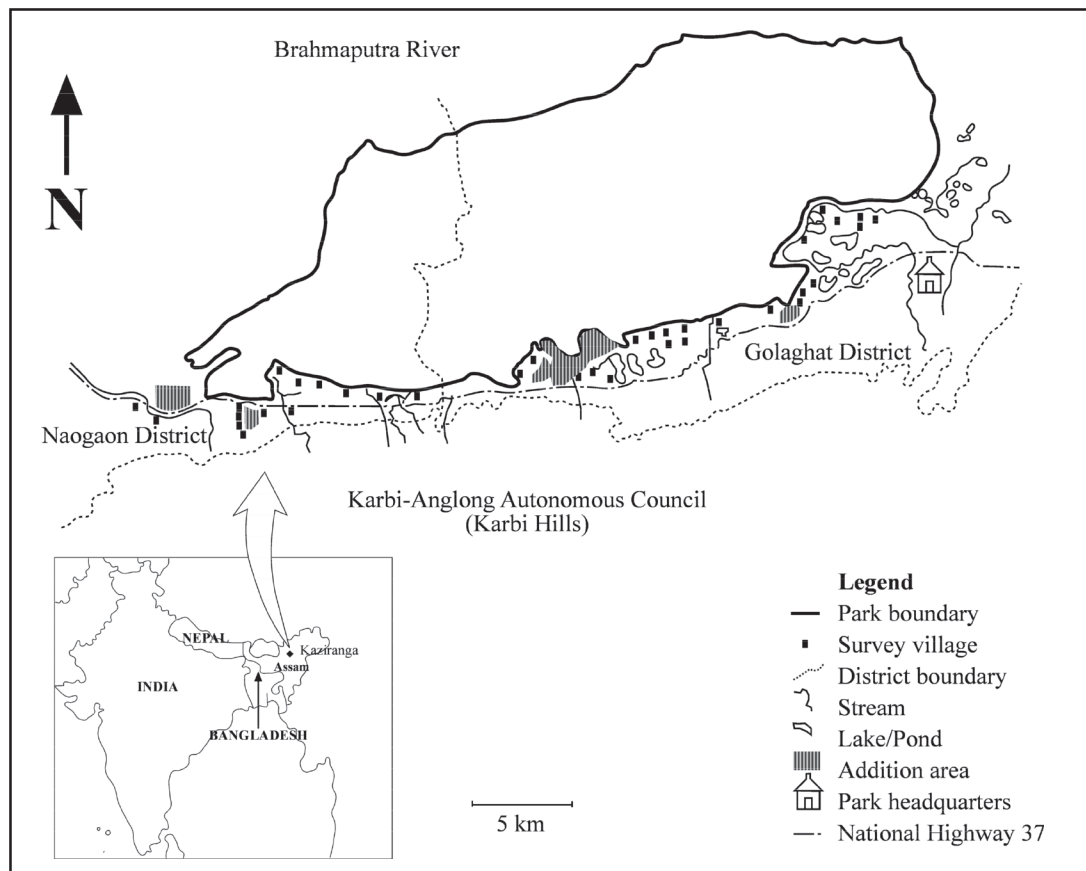 Brahmaputra River
N
Golaghat District
Naogaon District
Karbi-Anglong Autonomous Council
(Karbi Hills)
NEPAL
Kaziranga
Assam
INDIA
BANGLADESH
5 km
Legend
Park boundary
Survey village
District boundary
Stream
Lake/Pond
Addition area
Park headquarters
National Highway 37